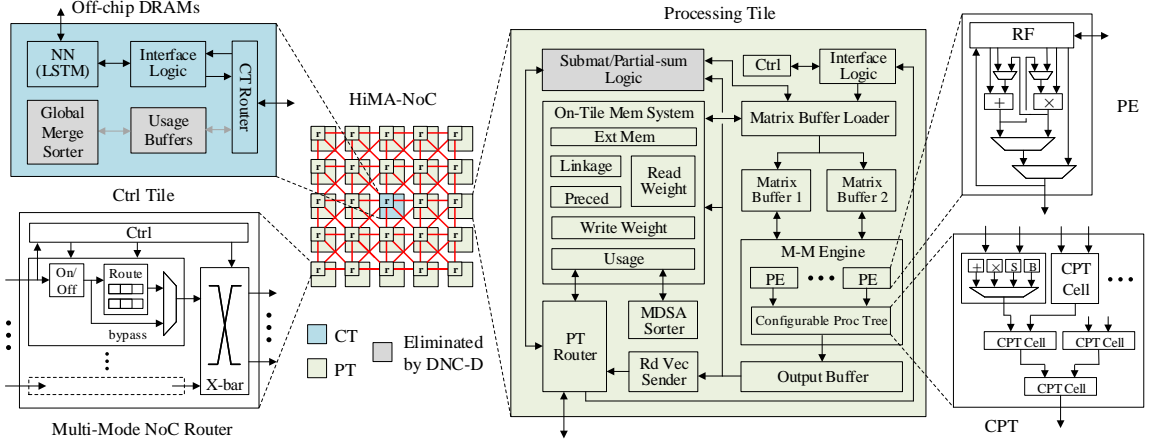 Off-chip DRAMs
NN
(LSTM)
Interface
Logic
CT Router
Global
Merge
Sorter
Usage
Buffers
Ctrl Tile
Ctrl
On/
Off
Route
bypass
X-bar
Multi-Mode NoC Router
HiMA-NoC
r r r r r
r r r r r
r r r r r
r r r r r
r r r r r
CT
PT
Eliminated
by DNC-D
Processing Tile
Submat/Partial-sum
Logic
Ctrl
Interface
Logic
On-Tile Mem System
Ext Mem
Linkage
Preced
Read
Weight
Write Weight
Usage
Matrix Buffer Loader
Matrix
Buffer 1
Matrix
Buffer 2
M-M Engine
PE
PE
Configurable Proc Tree
PT
Router
MDSA
Sorter
Rd Vec
Sender
Output Buffer
RF
+
×
PE
+ × S B
CPT
Cell
CPT Cell
CPT Cell
CPT Cell
CPT